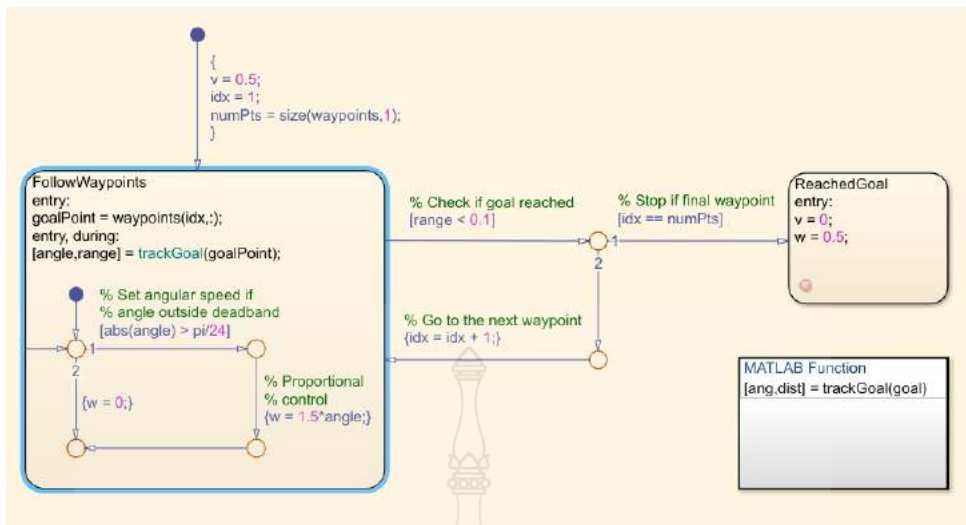 {
v = 0.5;
idx = 1;
numPts = size(waypoints,1);
}
FollowWaypoints
entry:
goalPoint = waypoints(idx,:);
entry, during:
[angle,range] = trackGoal(goalPoint);
% Set angular speed if
% angle outside deadband
[abs(angle) > pi/24]
1
2
{w = 0;}
% Proportional
% control
{w = 1.5*angle;}
% Check if goal reached
[range < 0.1]
% Stop if final waypoint
[idx == numPts]
1
2
% Go to the next waypoint
{idx = idx + 1;}
ReachedGoal
entry:
v = 0;
w = 0.5;
MATLAB Function
[ang,dist] = trackGoal(goal)